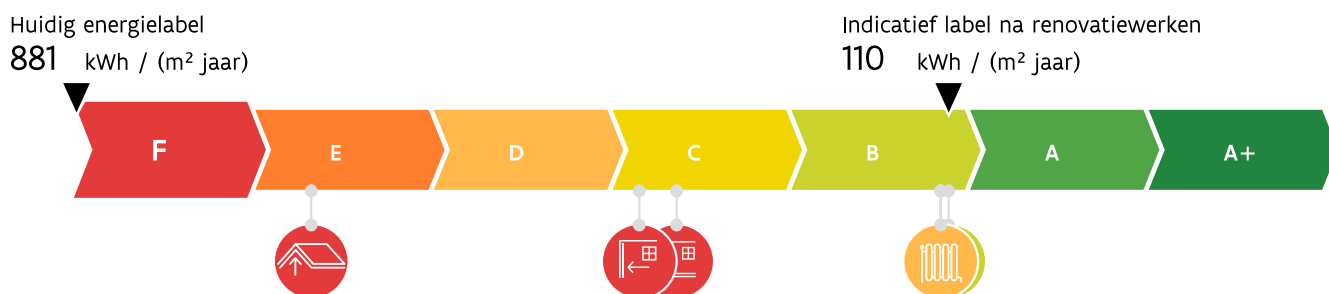 Huidig energielabel
881 kWh / (m² jaar)
Indicatief label na renovatiewerken
110 kWh / (m² jaar)
F E D C B A A+